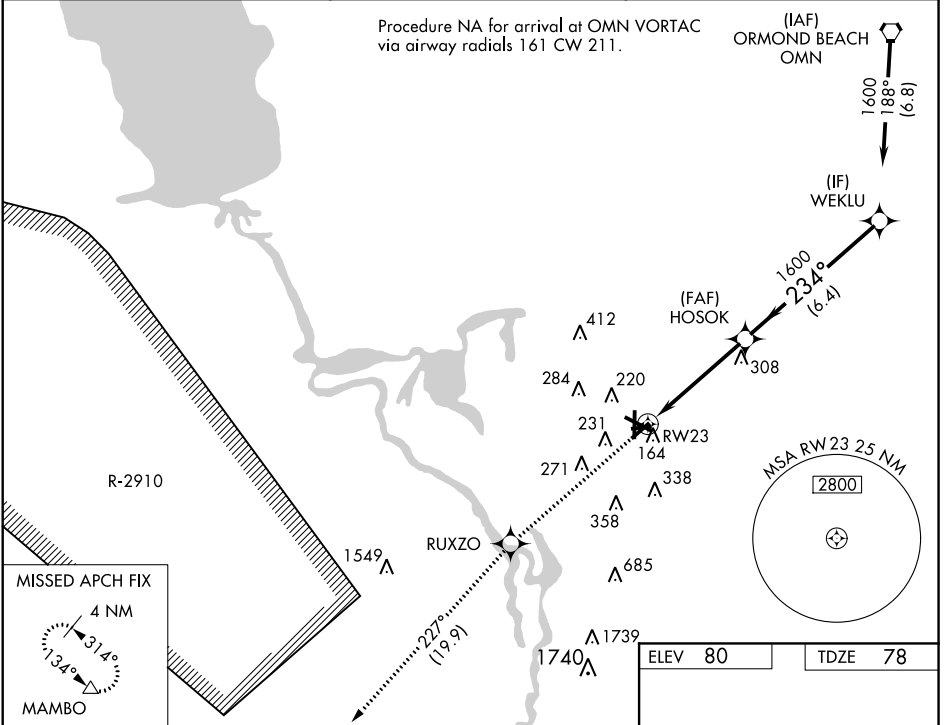 Procedure NA for arrival at OMN VORTAC
via airway radials 161 CW 211.
(IAF)
ORMOND BEACH
OMN
1600
188°
(6.8)
(IF)
WEKLU
1600
234°
(6.4)
(FAF)
HOSOK
412
308
284
220
231
RW23
164
271
338
358
R-2910
MSA RW 23 25 NM
2800
RUXZO
1549
685
227°
(19.9)
1739
1740
MISSED APCH FIX
4 NM
314°
134°
MAMBO
ELEV 80
TDZE 78